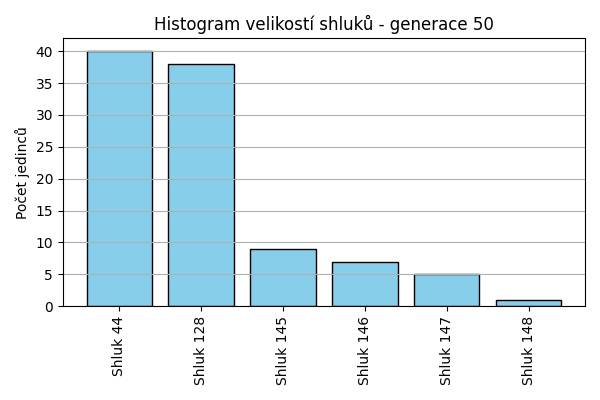 Histogram velikostí shluků - generace 50
Počet jedinců
40
35
30
25
20
15
10
5
0
Shluk 44
Shluk 128
Shluk 145
Shluk 146
Shluk 147
Shluk 148